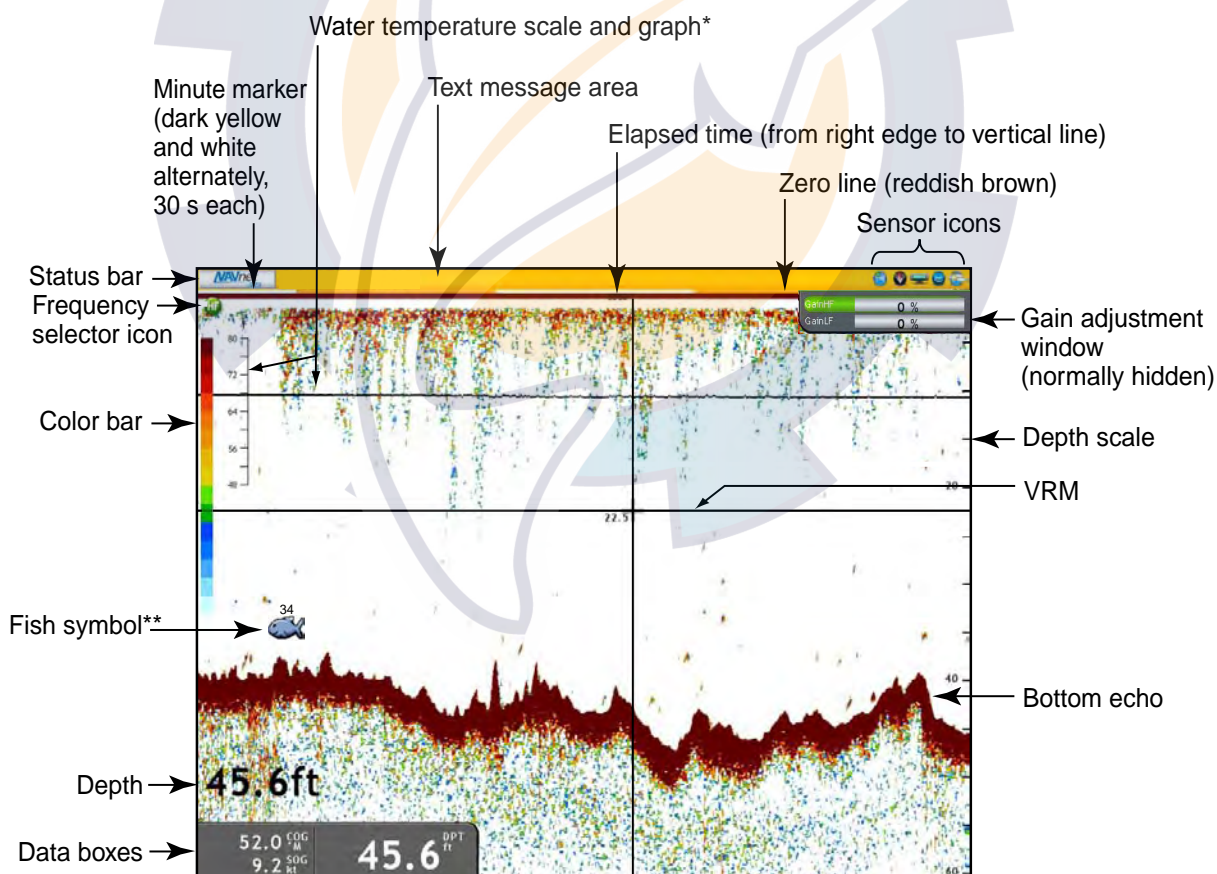 Water temperature scale and graph*
Minute marker
(dark yellow
and white
alternately,
30 s each)
Text message area
Elapsed time (from right edge to vertical line)
Zero line (reddish brown)
Sensor icons
Status bar
Frequency
selector icon
Color bar
Fish symbol**
Depth
Data boxes
Gain adjustment
window
(normally hidden)
Depth scale
VRM
Bottom echo
NAVnet
HF
GainHF 0 %
GainLF 0 %
80
72
64
56
48
20
22.5
34
40
45.6ft
52.0 COG °M
9.2 SOG kt
45.6 DPT ft
60